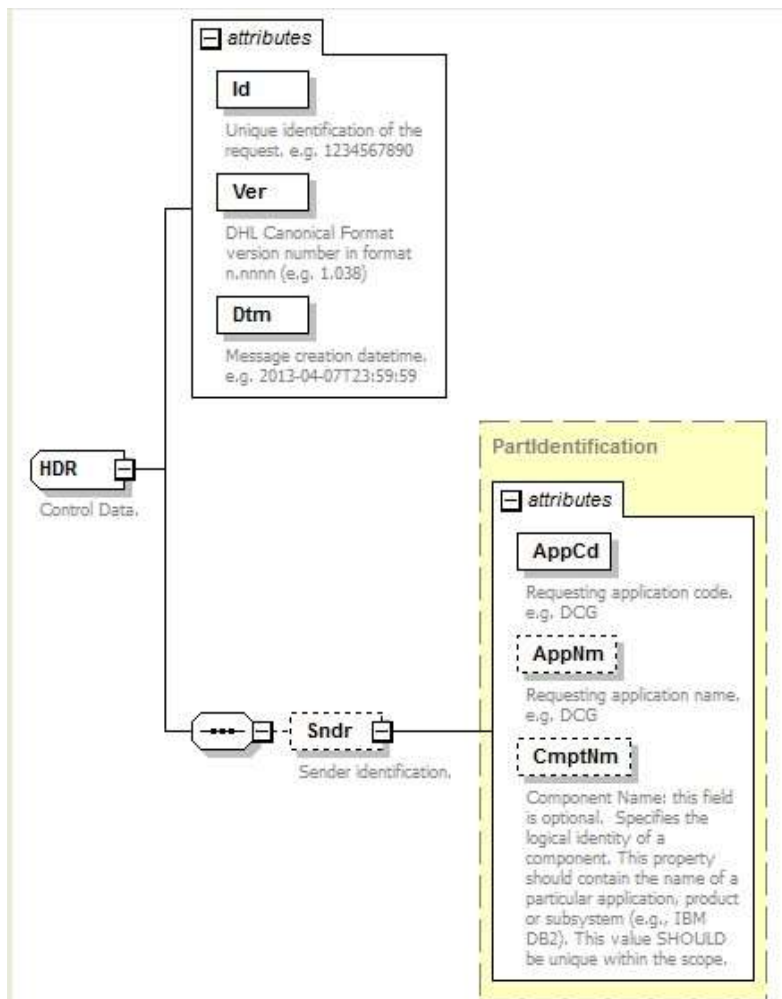 attributes
Id
Unique identification of the
request. e.g. 1234567890
Ver
DHL Canonical Format
version number in format
n.nnnn (e.g. 1.038)
Dtm
Message creation datetime.
e.g. 2013-04-07T23:59:59
HDR
Control Data.
PartIdentification
attributes
AppCd
Requesting application code.
e.g. DCG
AppNm
Requesting application name.
e.g. DCG
Sndr
Sender identification.
CmptNm
Component Name: this field
is optional.  Specifies the
logical identity of a
component. This property
should contain the name of a
particular application, product
or subsystem (e.g., IBM
DB2). This value SHOULD
be unique within the scope.